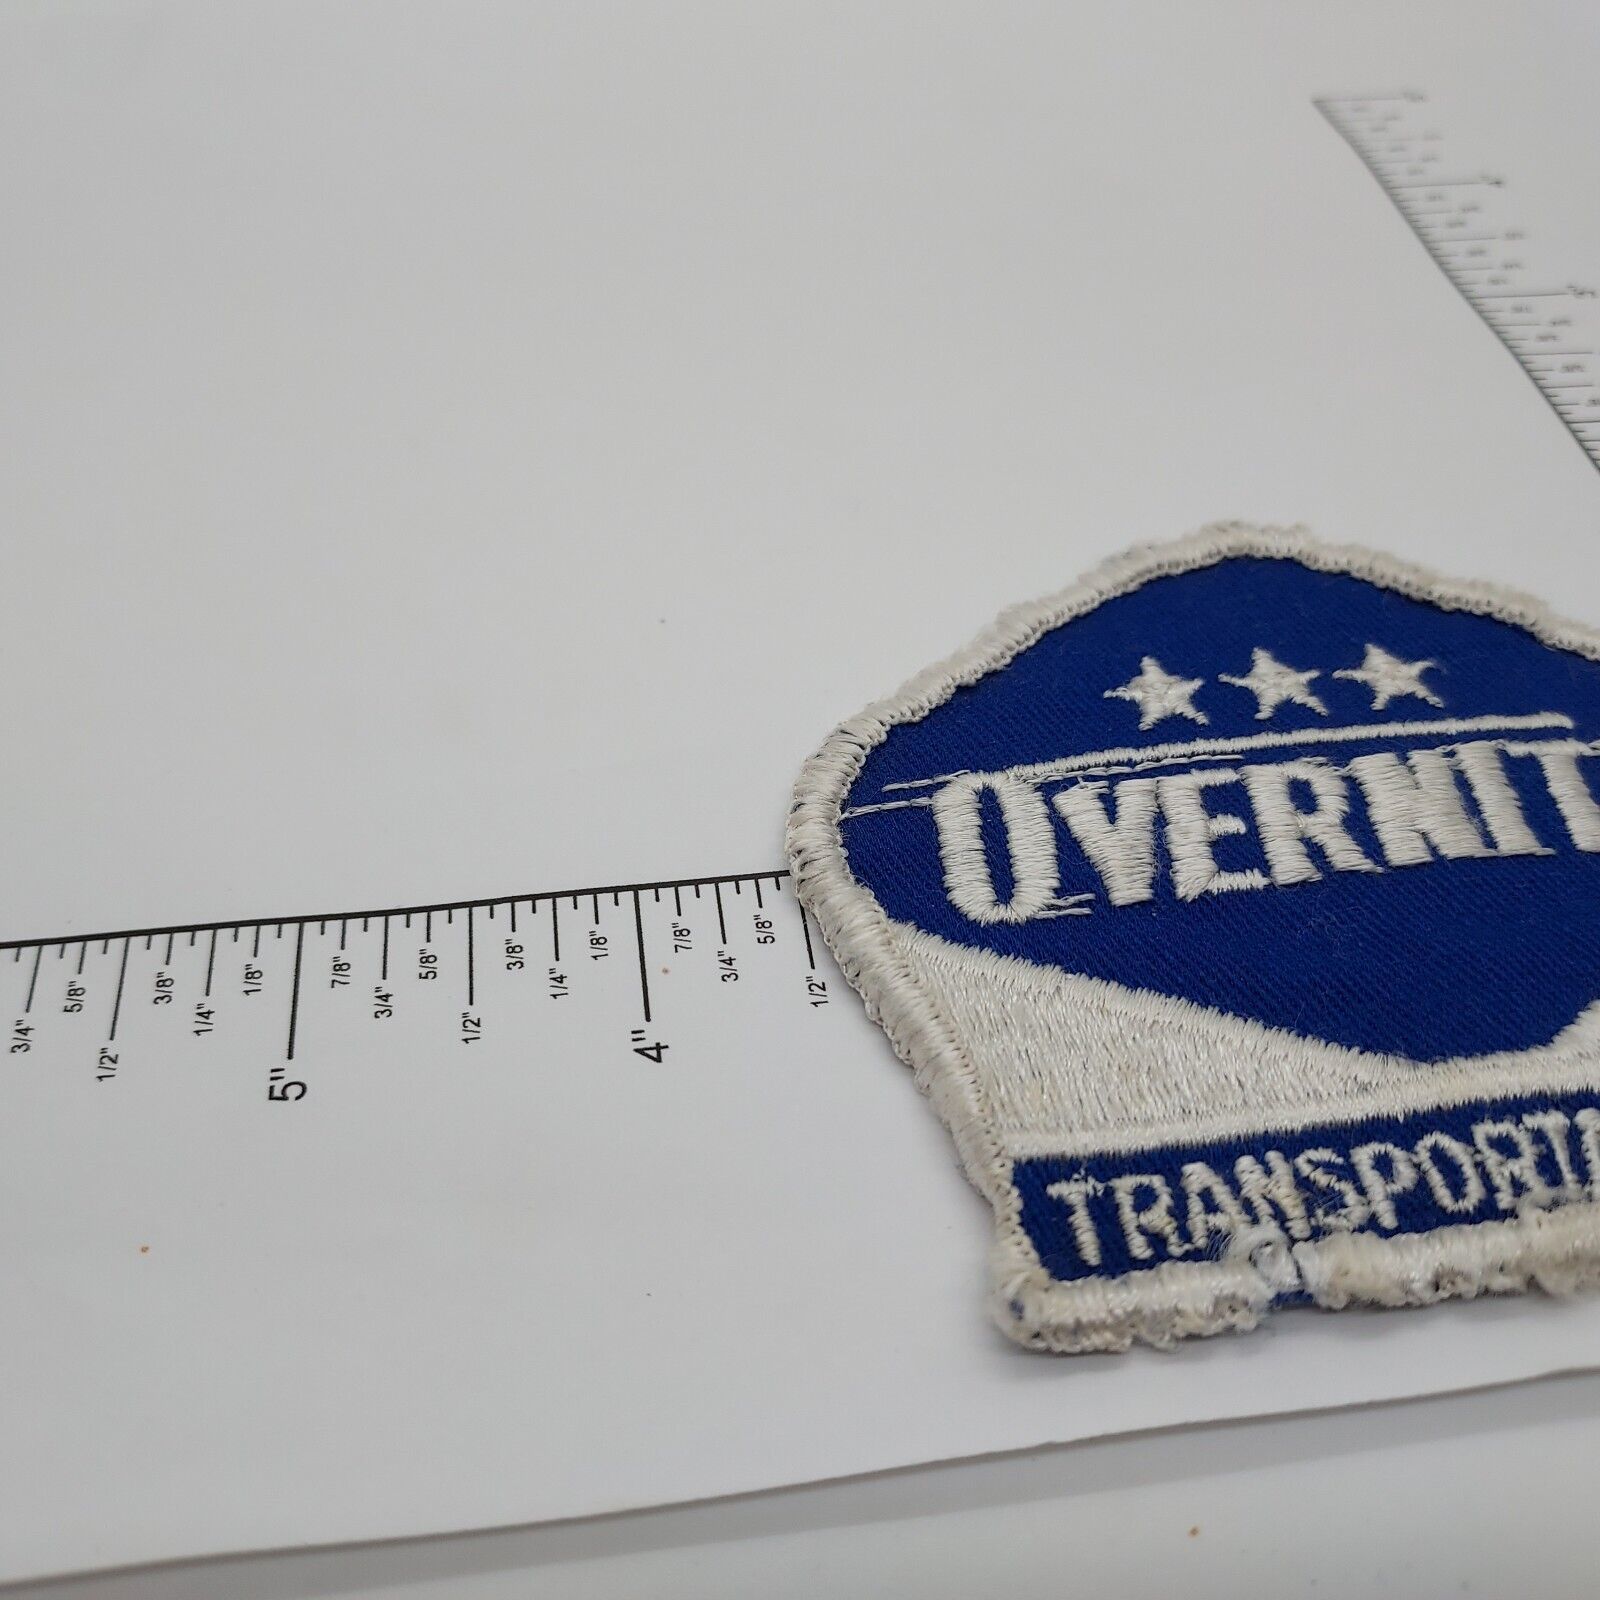 OVERNIT
TRANSPORTA
3/4" 5/8" 1/2" 3/8" 1/4" 1/8" 5" 7/8" 3/4" 5/8" 1/2" 3/8" 1/4" 1/8" 4" 7/8" 3/4" 5/8" 1/2"